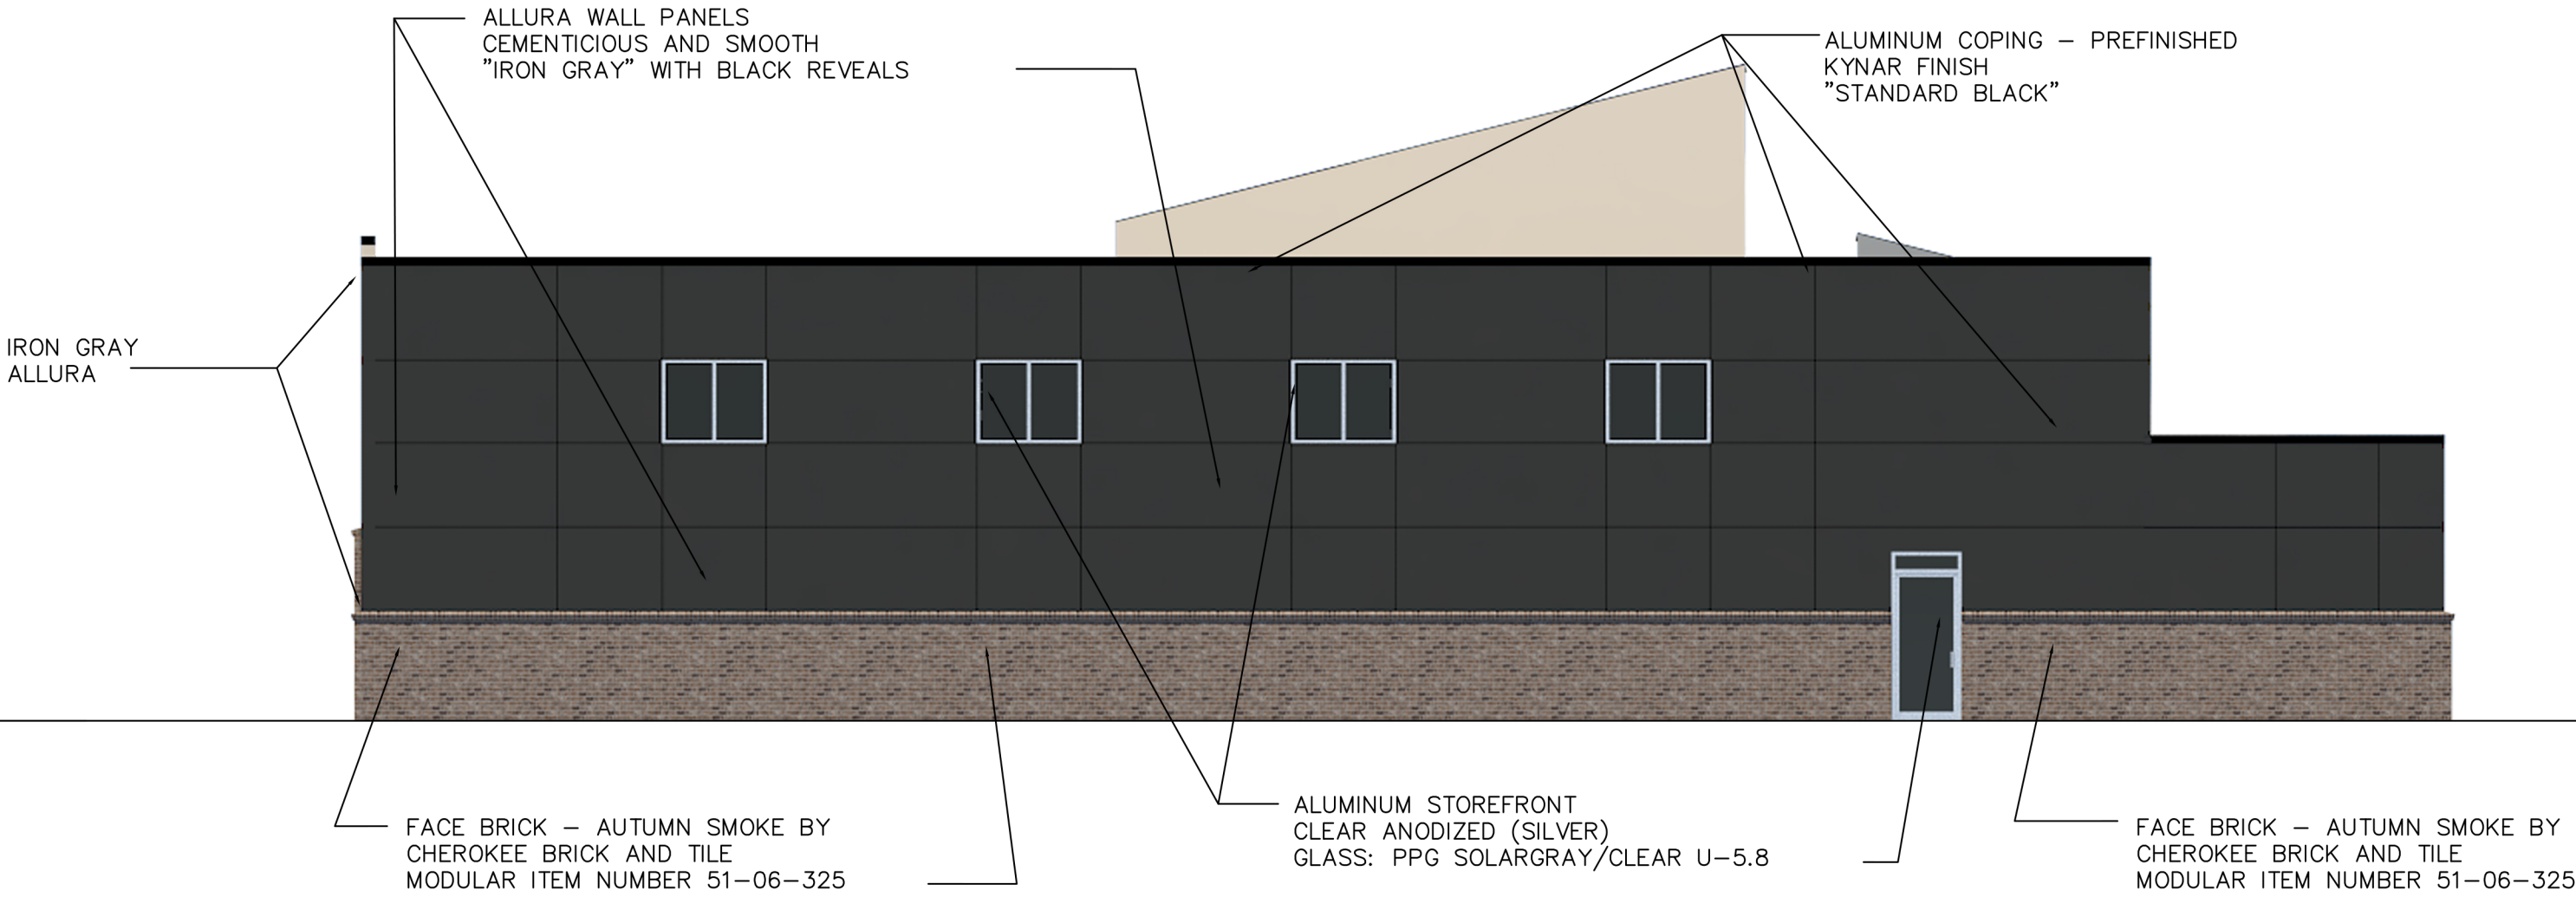 ALLURA WALL PANELS
CEMENTICIOUS AND SMOOTH
"IRON GRAY" WITH BLACK REVEALS
ALUMINUM COPING – PREFINISHED
KYNAR FINISH
"STANDARD BLACK"
IRON GRAY
ALLURA
FACE BRICK – AUTUMN SMOKE BY
CHEROKEE BRICK AND TILE
MODULAR ITEM NUMBER 51–06–325
ALUMINUM STOREFRONT
CLEAR ANODIZED (SILVER)
GLASS: PPG SOLARGRAY/CLEAR U–5.8
FACE BRICK – AUTUMN SMOKE BY
CHEROKEE BRICK AND TILE
MODULAR ITEM NUMBER 51–06–325